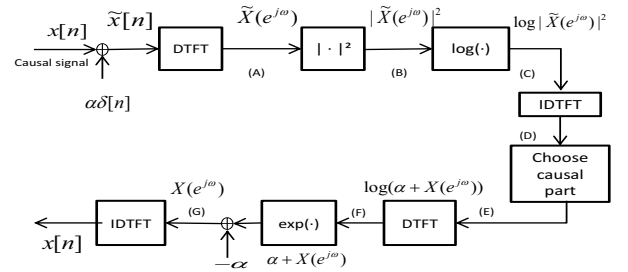 x[n]
x̃[n]
X̃(e^{jω})
|X̃(e^{jω})|²
log|X̃(e^{jω})|²
DTFT
|·|²
log(·)
Causal signal
(A)
(B)
(C)
αδ[n]
IDTFT
(D)
Choose
causal
part
X(e^{jω})
log(α + X(e^{jω}))
IDTFT
(G)
exp(·)
(F)
DTFT
(E)
x[n]
−α
α + X(e^{jω})